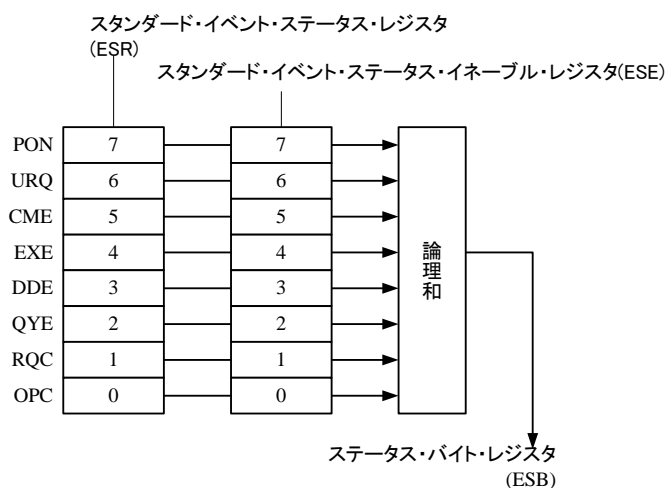 スタンダード・イベント・ステータス・レジスタ
(ESR)
スタンダード・イベント・ステータス・イネーブル・レジスタ(ESE)
PON 7 7
URQ 6 6
CME 5 5
EXE 4 4
DDE 3 3
QYE 2 2
RQC 1 1
OPC 0 0
論理和
ステータス・バイト・レジスタ
(ESB)